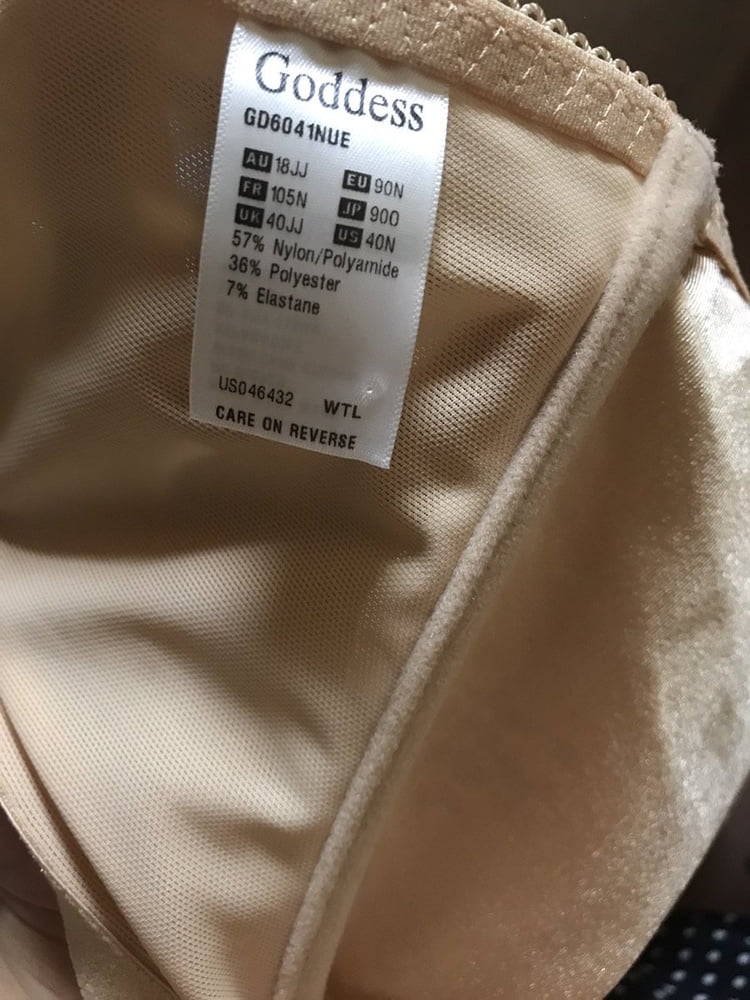 Goddess
GD6041NUE
AU 18JJ EU 90N
FR 105N JP 90O
UK 40JJ US 40N
57% Nylon/Polyamide
36% Polyester
7% Elastane
US046432 WTL
CARE ON REVERSE